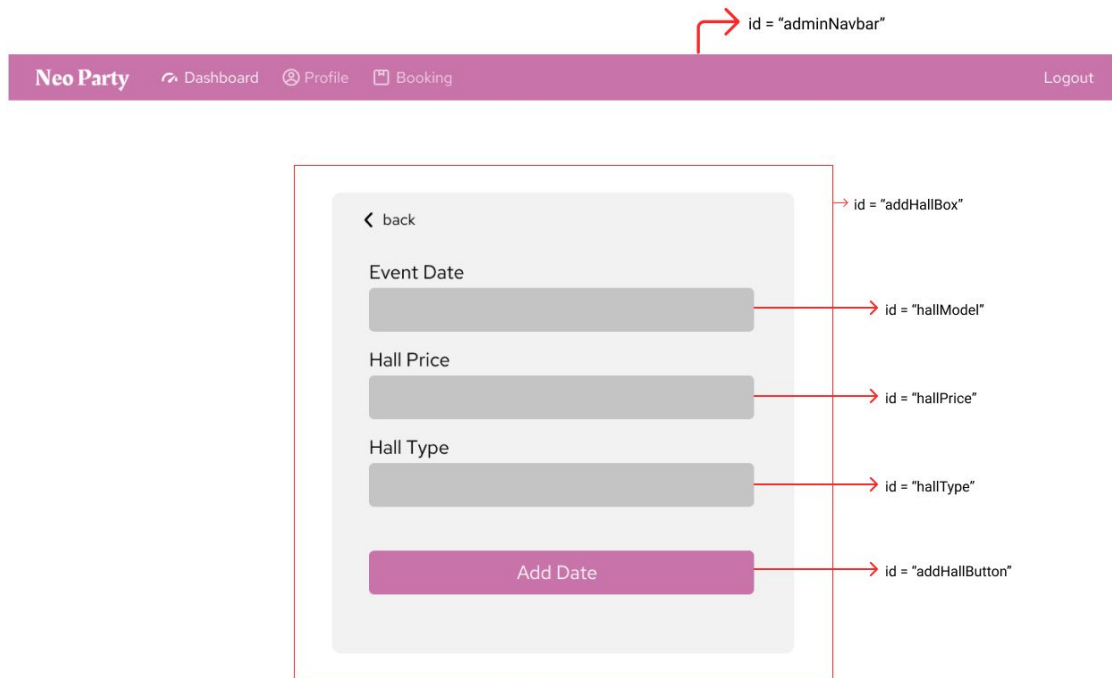 id = “adminNavbar”
Neo Party Dashboard Profile Booking Logout
back
id = “addHallBox”
Event Date
id = “hallModel”
Hall Price
id = “hallPrice”
Hall Type
id = “hallType”
Add Date
id = “addHallButton”